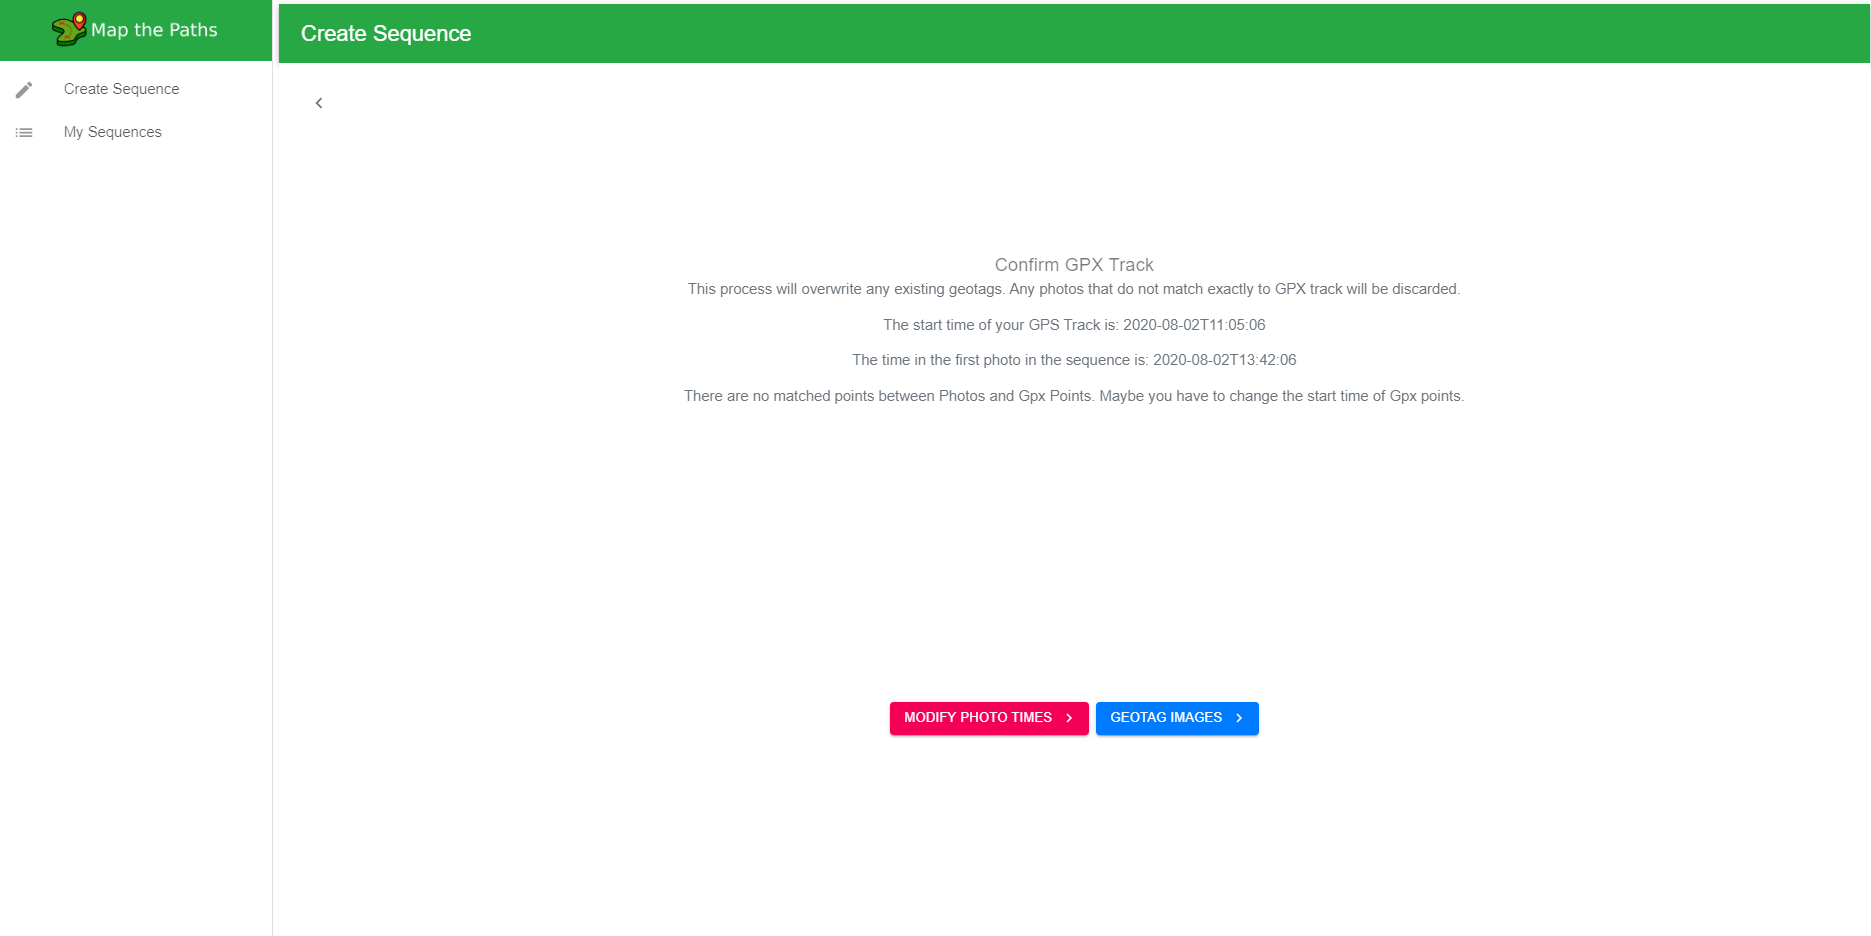 Map the Paths
Create Sequence
Create Sequence
My Sequences
Confirm GPX Track
This process will overwrite any existing geotags. Any photos that do not match exactly to GPX track will be discarded.
The start time of your GPS Track is: 2020-08-02T11:05:06
The time in the first photo in the sequence is: 2020-08-02T13:42:06
There are no matched points between Photos and Gpx Points. Maybe you have to change the start time of Gpx points.
MODIFY PHOTO TIMES
GEOTAG IMAGES